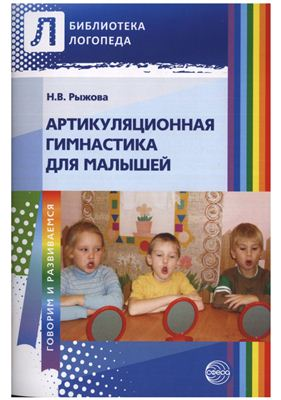 Л
БИБЛИОТЕКА
ЛОГОПЕДА
Н.В. Рыжова
АРТИКУЛЯЦИОННАЯ
ГИМНАСТИКА
ДЛЯ МАЛЫШЕЙ
ГОВОРИМ И РАЗВИВАЕМСЯ
СФЕРА